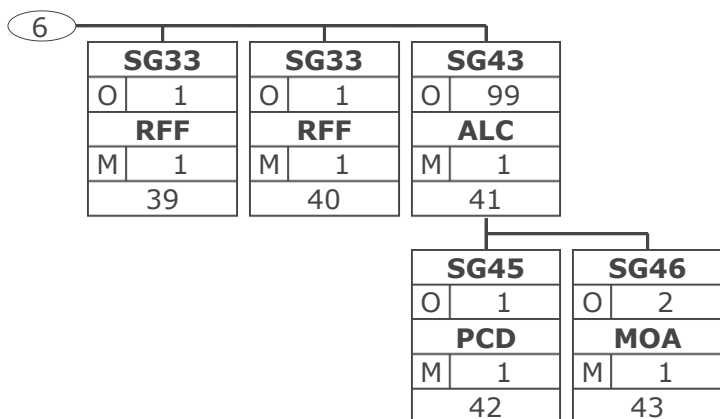 6
SG33
O 1
RFF
M 1
39
SG33
O 1
RFF
M 1
40
SG43
O 99
ALC
M 1
41
SG45
O 1
PCD
M 1
42
SG46
O 2
MOA
M 1
43